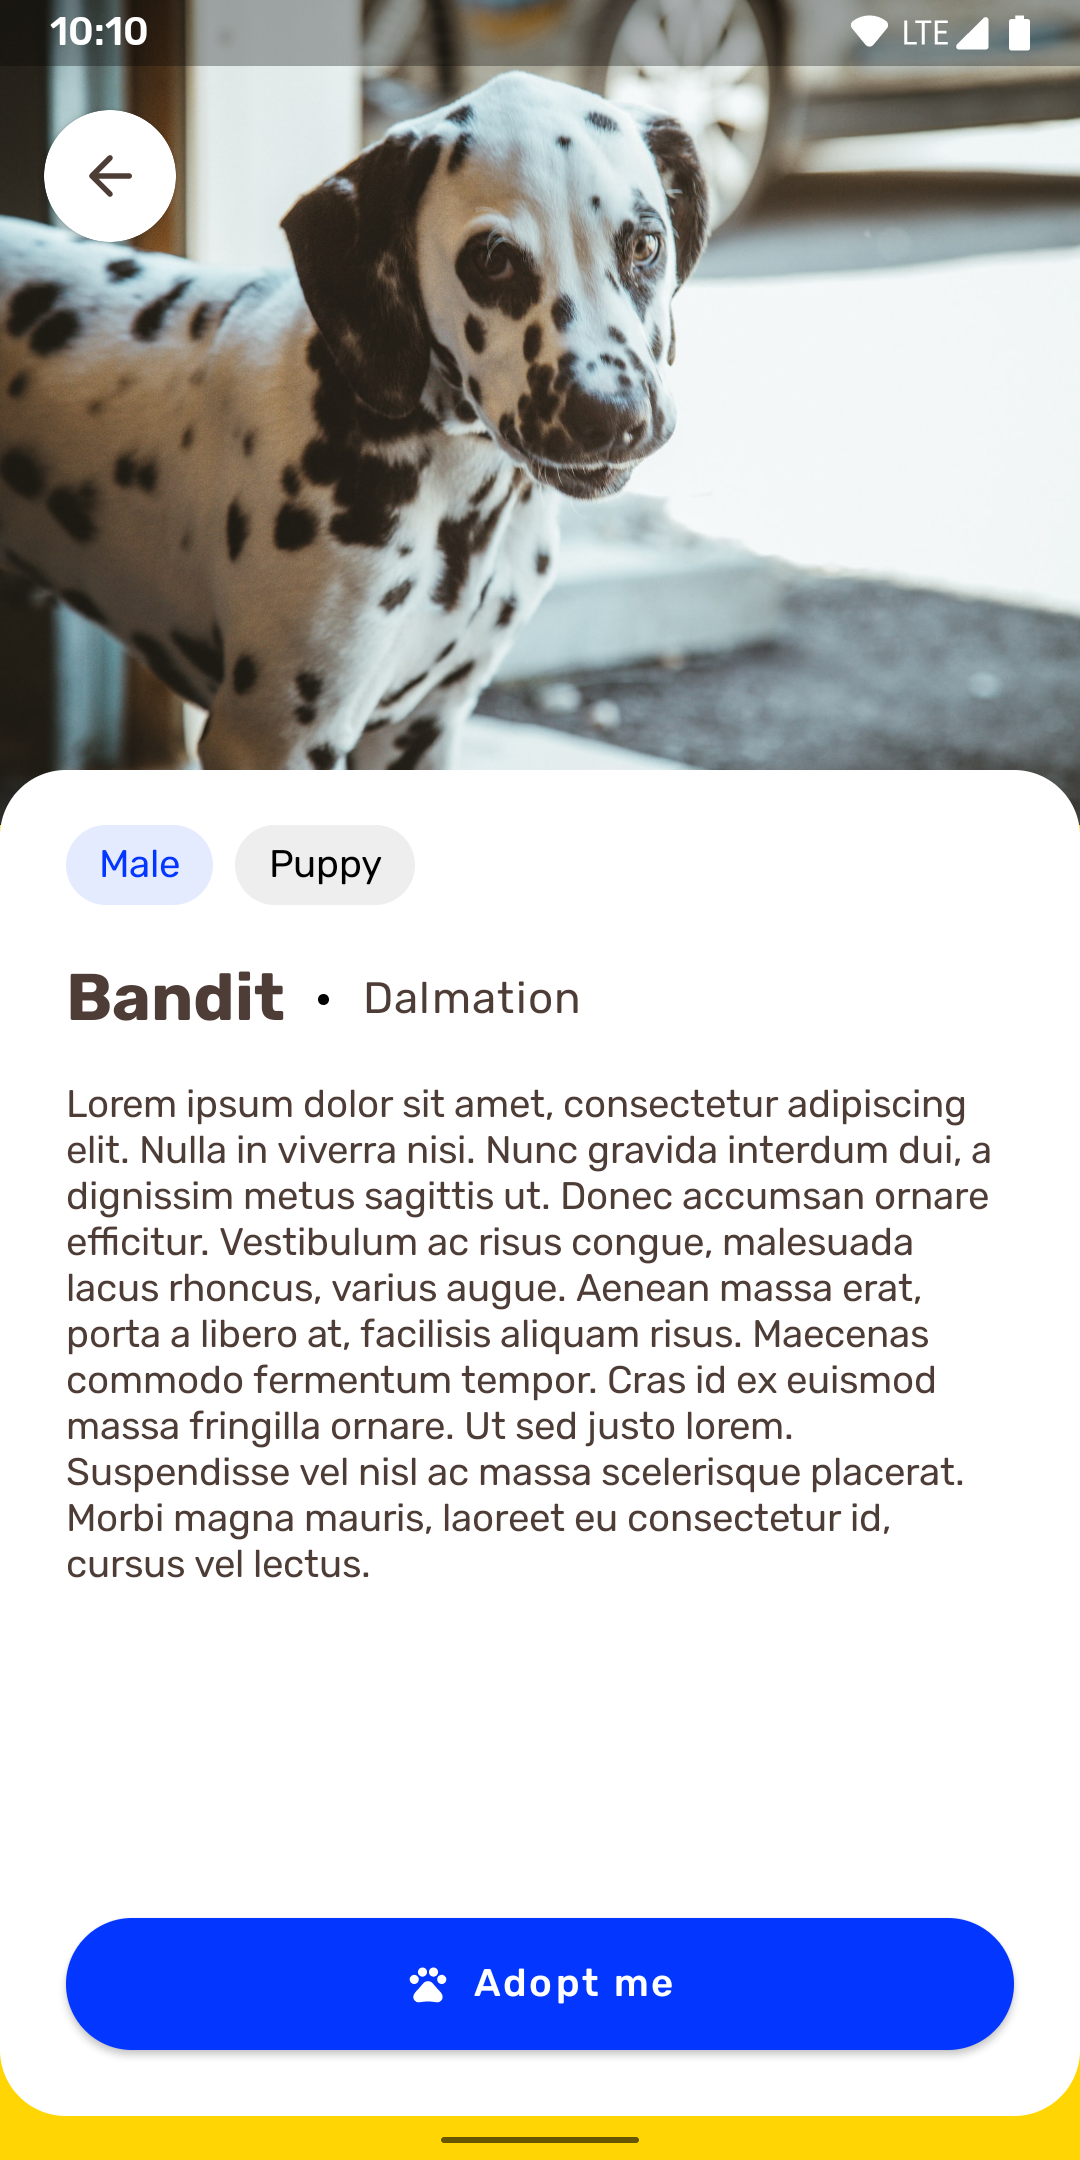 10:10 LTE
Male Puppy
Bandit • Dalmation
Lorem ipsum dolor sit amet, consectetur adipiscing
elit. Nulla in viverra nisi. Nunc gravida interdum dui, a
dignissim metus sagittis ut. Donec accumsan ornare
efficitur. Vestibulum ac risus congue, malesuada
lacus rhoncus, varius augue. Aenean massa erat,
porta a libero at, facilisis aliquam risus. Maecenas
commodo fermentum tempor. Cras id ex euismod
massa fringilla ornare. Ut sed justo lorem.
Suspendisse vel nisl ac massa scelerisque placerat.
Morbi magna mauris, laoreet eu consectetur id,
cursus vel lectus.
Adopt me